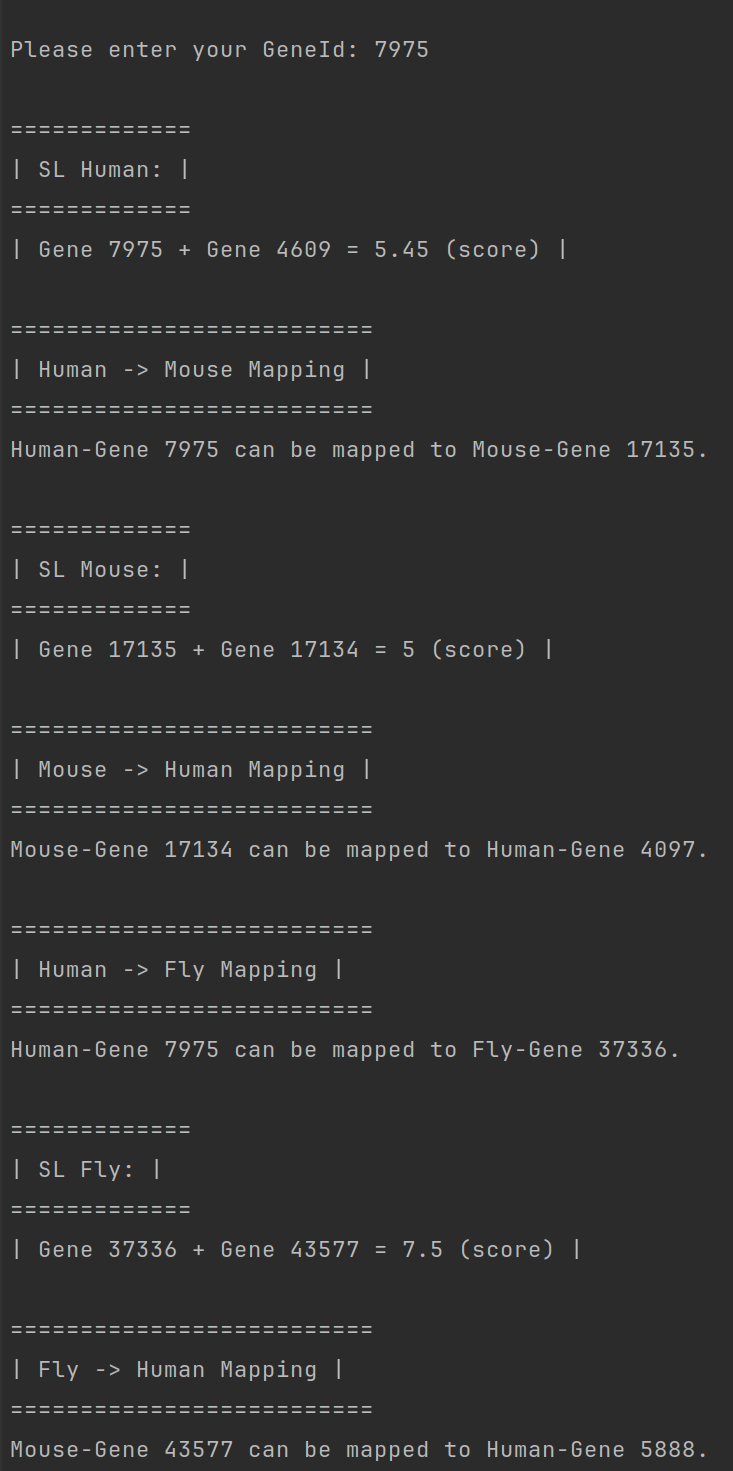 Please enter your GeneId: 7975
=============
| SL Human: |
=============
| Gene 7975 + Gene 4609 = 5.45 (score) |
==========================
| Human -> Mouse Mapping |
==========================
Human-Gene 7975 can be mapped to Mouse-Gene 17135.
=============
| SL Mouse: |
=============
| Gene 17135 + Gene 17134 = 5 (score) |
==========================
| Mouse -> Human Mapping |
==========================
Mouse-Gene 17134 can be mapped to Human-Gene 4097.
==========================
| Human -> Fly Mapping |
==========================
Human-Gene 7975 can be mapped to Fly-Gene 37336.
=============
| SL Fly: |
=============
| Gene 37336 + Gene 43577 = 7.5 (score) |
==========================
| Fly -> Human Mapping |
==========================
Mouse-Gene 43577 can be mapped to Human-Gene 5888.